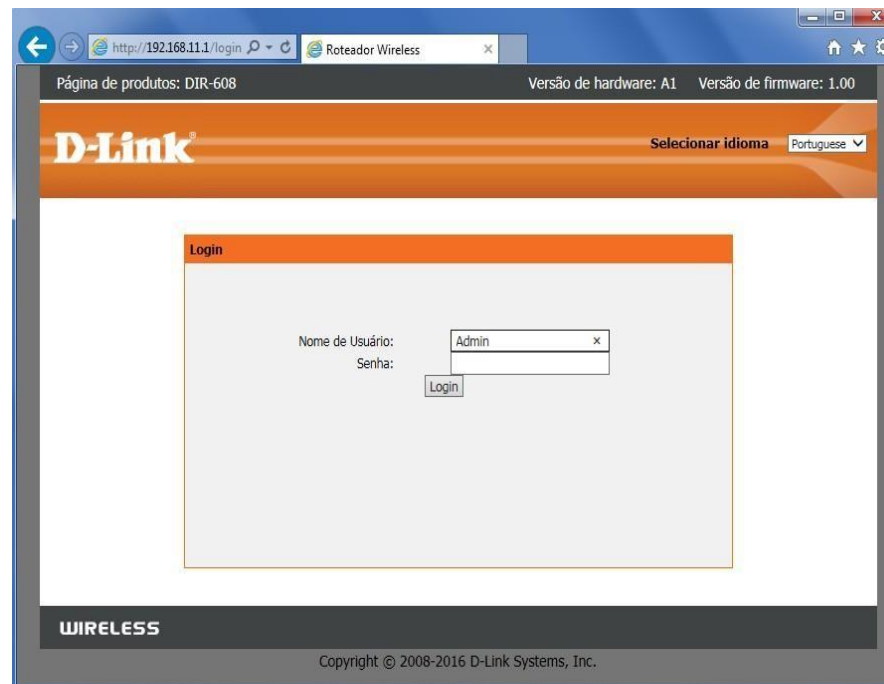 http://192.168.11.1/login
Roteador Wireless
Página de produtos: DIR-608
Versão de hardware: A1
Versão de firmware: 1.00
D-Link®
Selecionar idioma
Portuguese
Login
Nome de Usuário:
Admin
Senha:
Login
WIRELESS
Copyright © 2008-2016 D-Link Systems, Inc.